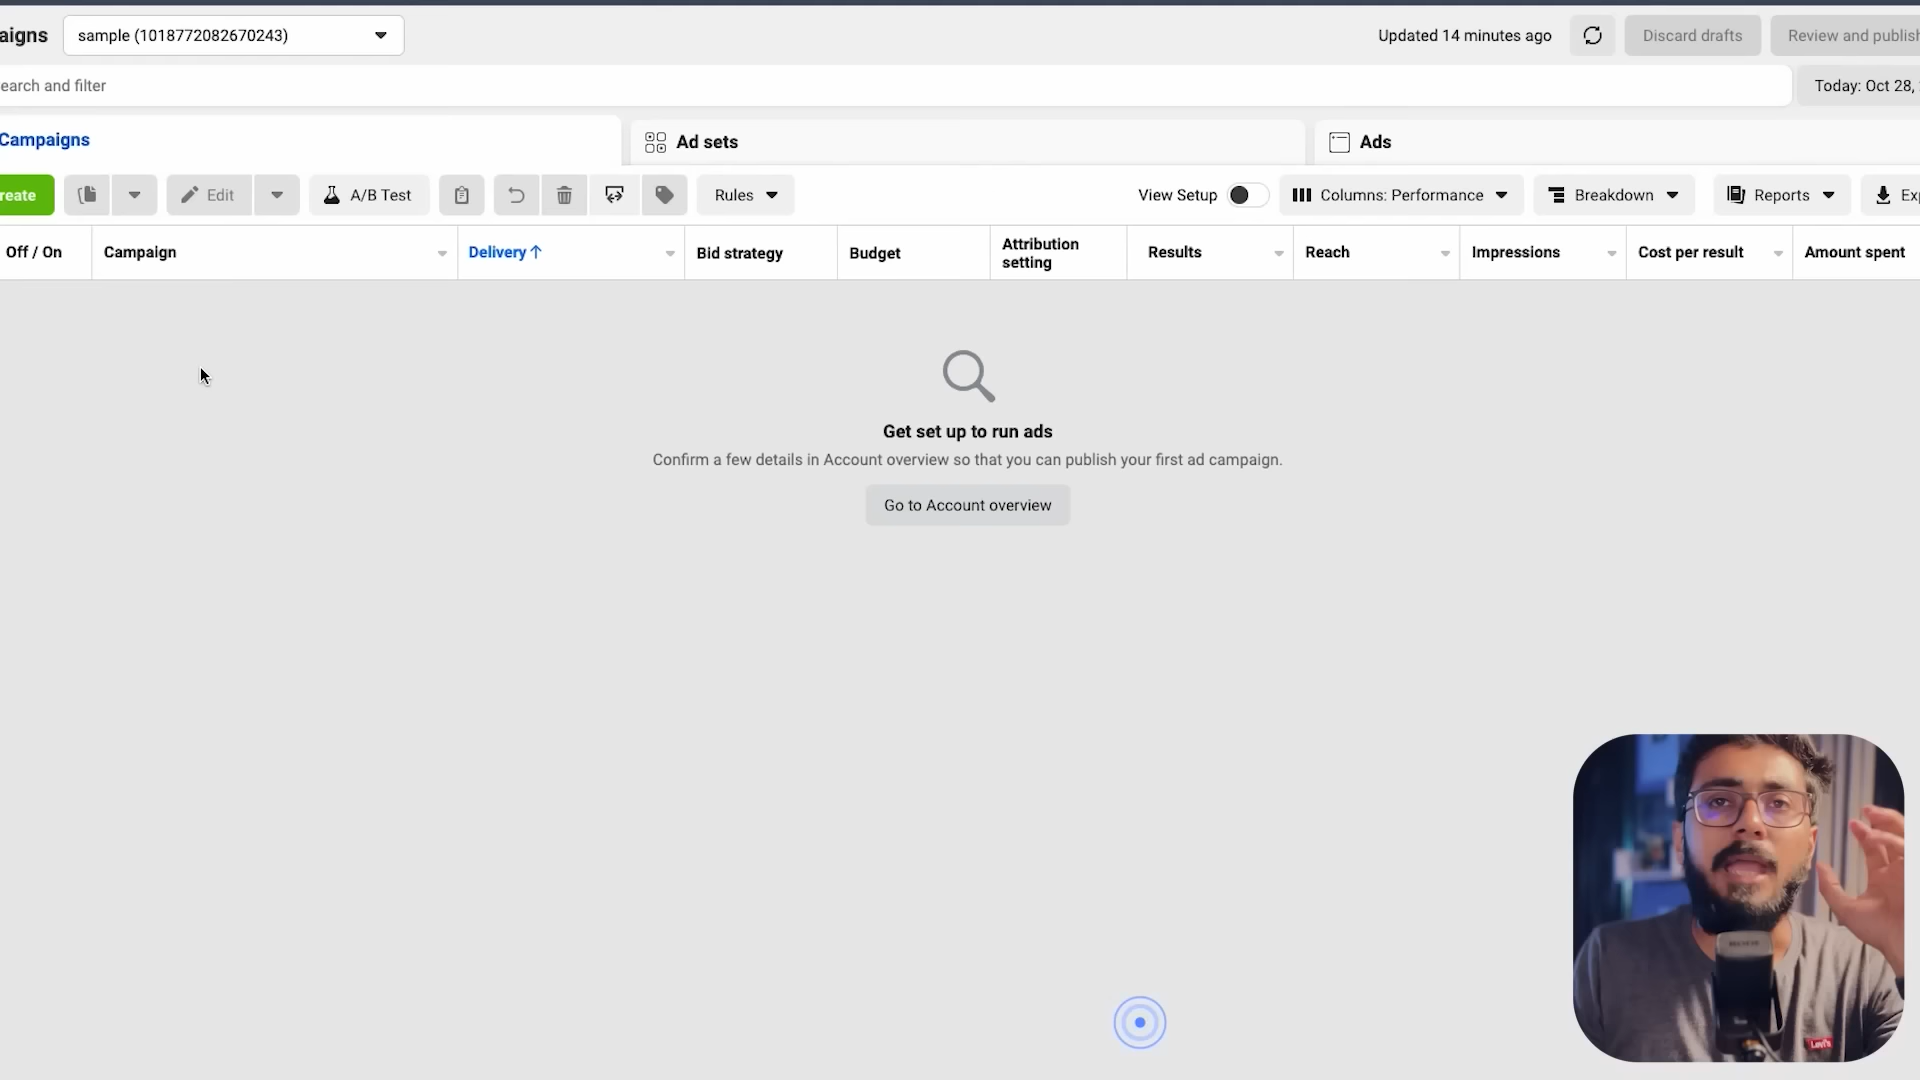 aigns
sample (1018772082670243)
Updated 14 minutes ago
Discard drafts
Review and publish
earch and filter
Today: Oct 28,
Campaigns
Ad sets
Ads
reate
Edit
A/B Test
Rules
View Setup
Columns: Performance
Breakdown
Reports
Exp
Off / On
Campaign
Delivery ↑
Bid strategy
Budget
Attribution
setting
Results
Reach
Impressions
Cost per result
Amount spent
Get set up to run ads
Confirm a few details in Account overview so that you can publish your first ad campaign.
Go to Account overview
Levi's